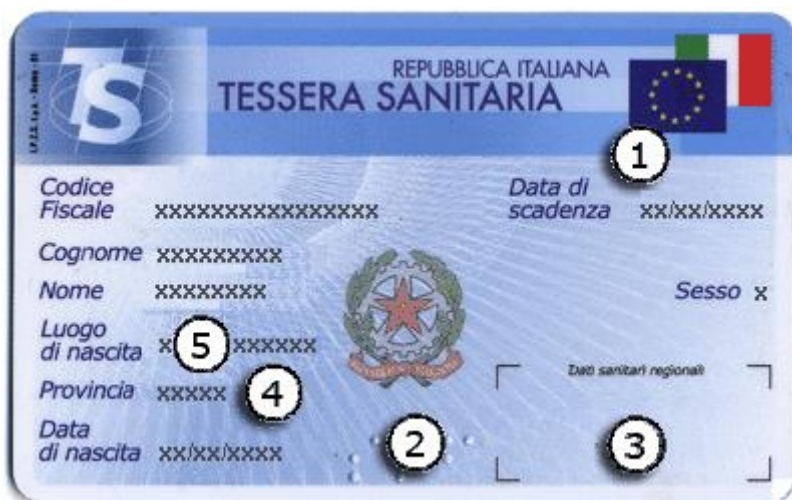 TS
REPUBBLICA ITALIANA
TESSERA SANITARIA
1
Codice
Fiscale xxxxxxxxxxxxxxxx
Data di
scadenza xx/xx/xxxx
Cognome xxxxxxxxx
Nome xxxxxxxx
Sesso x
Luogo
di nascita x 5 xxxxxx
Dati sanitari regionali
Provincia xxxxx 4
2
3
Data
di nascita xx/xx/xxxx